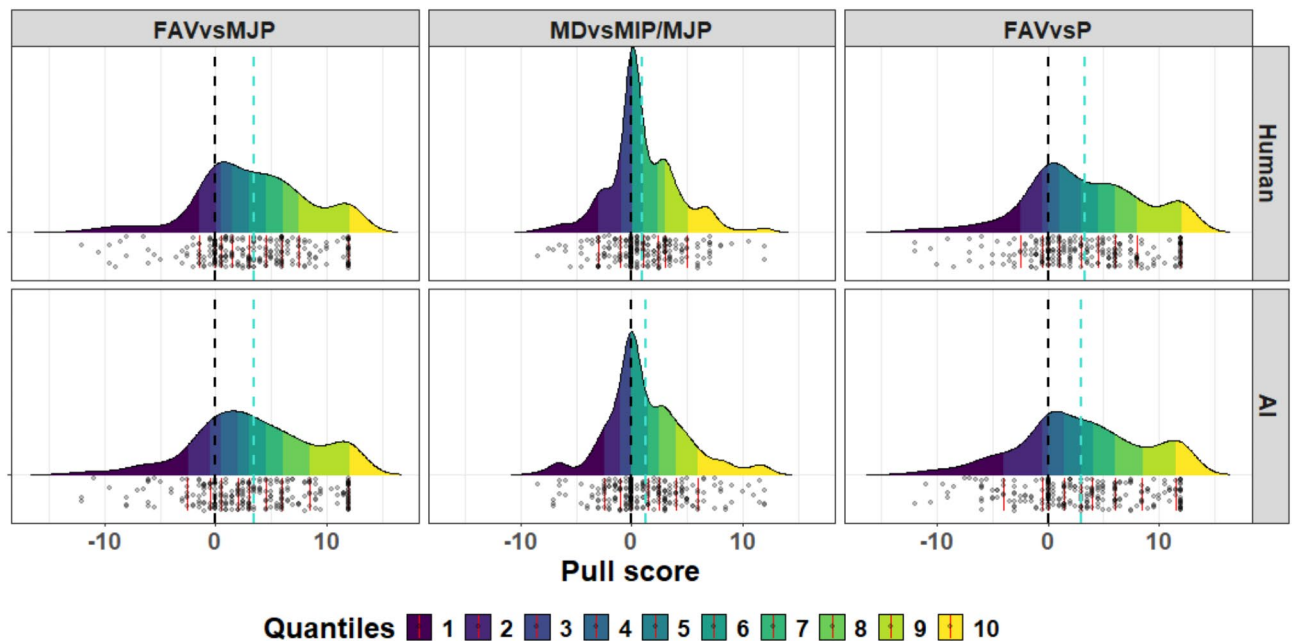 FAVvsMJP MDvsMIP/MJP FAVvsP
Human
AI
-10 0 10 -10 0 10 -10 0 10
Pull score
Quantiles 1 2 3 4 5 6 7 8 9 10